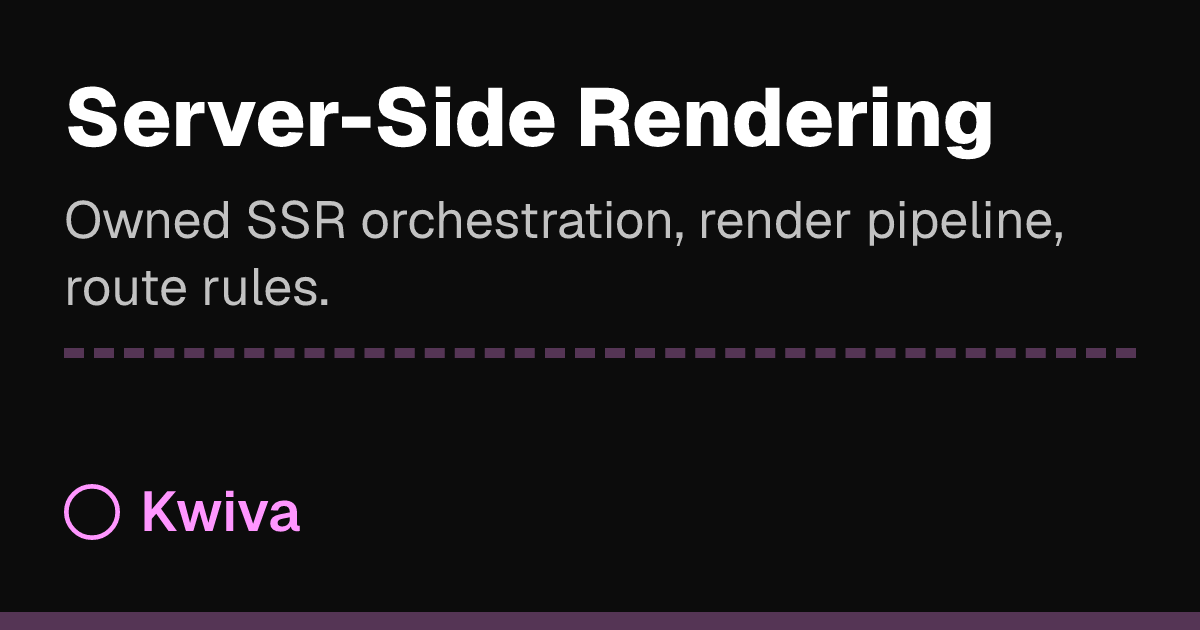 Server-Side Rendering
Owned SSR orchestration, render pipeline,
route rules.
Kwiva